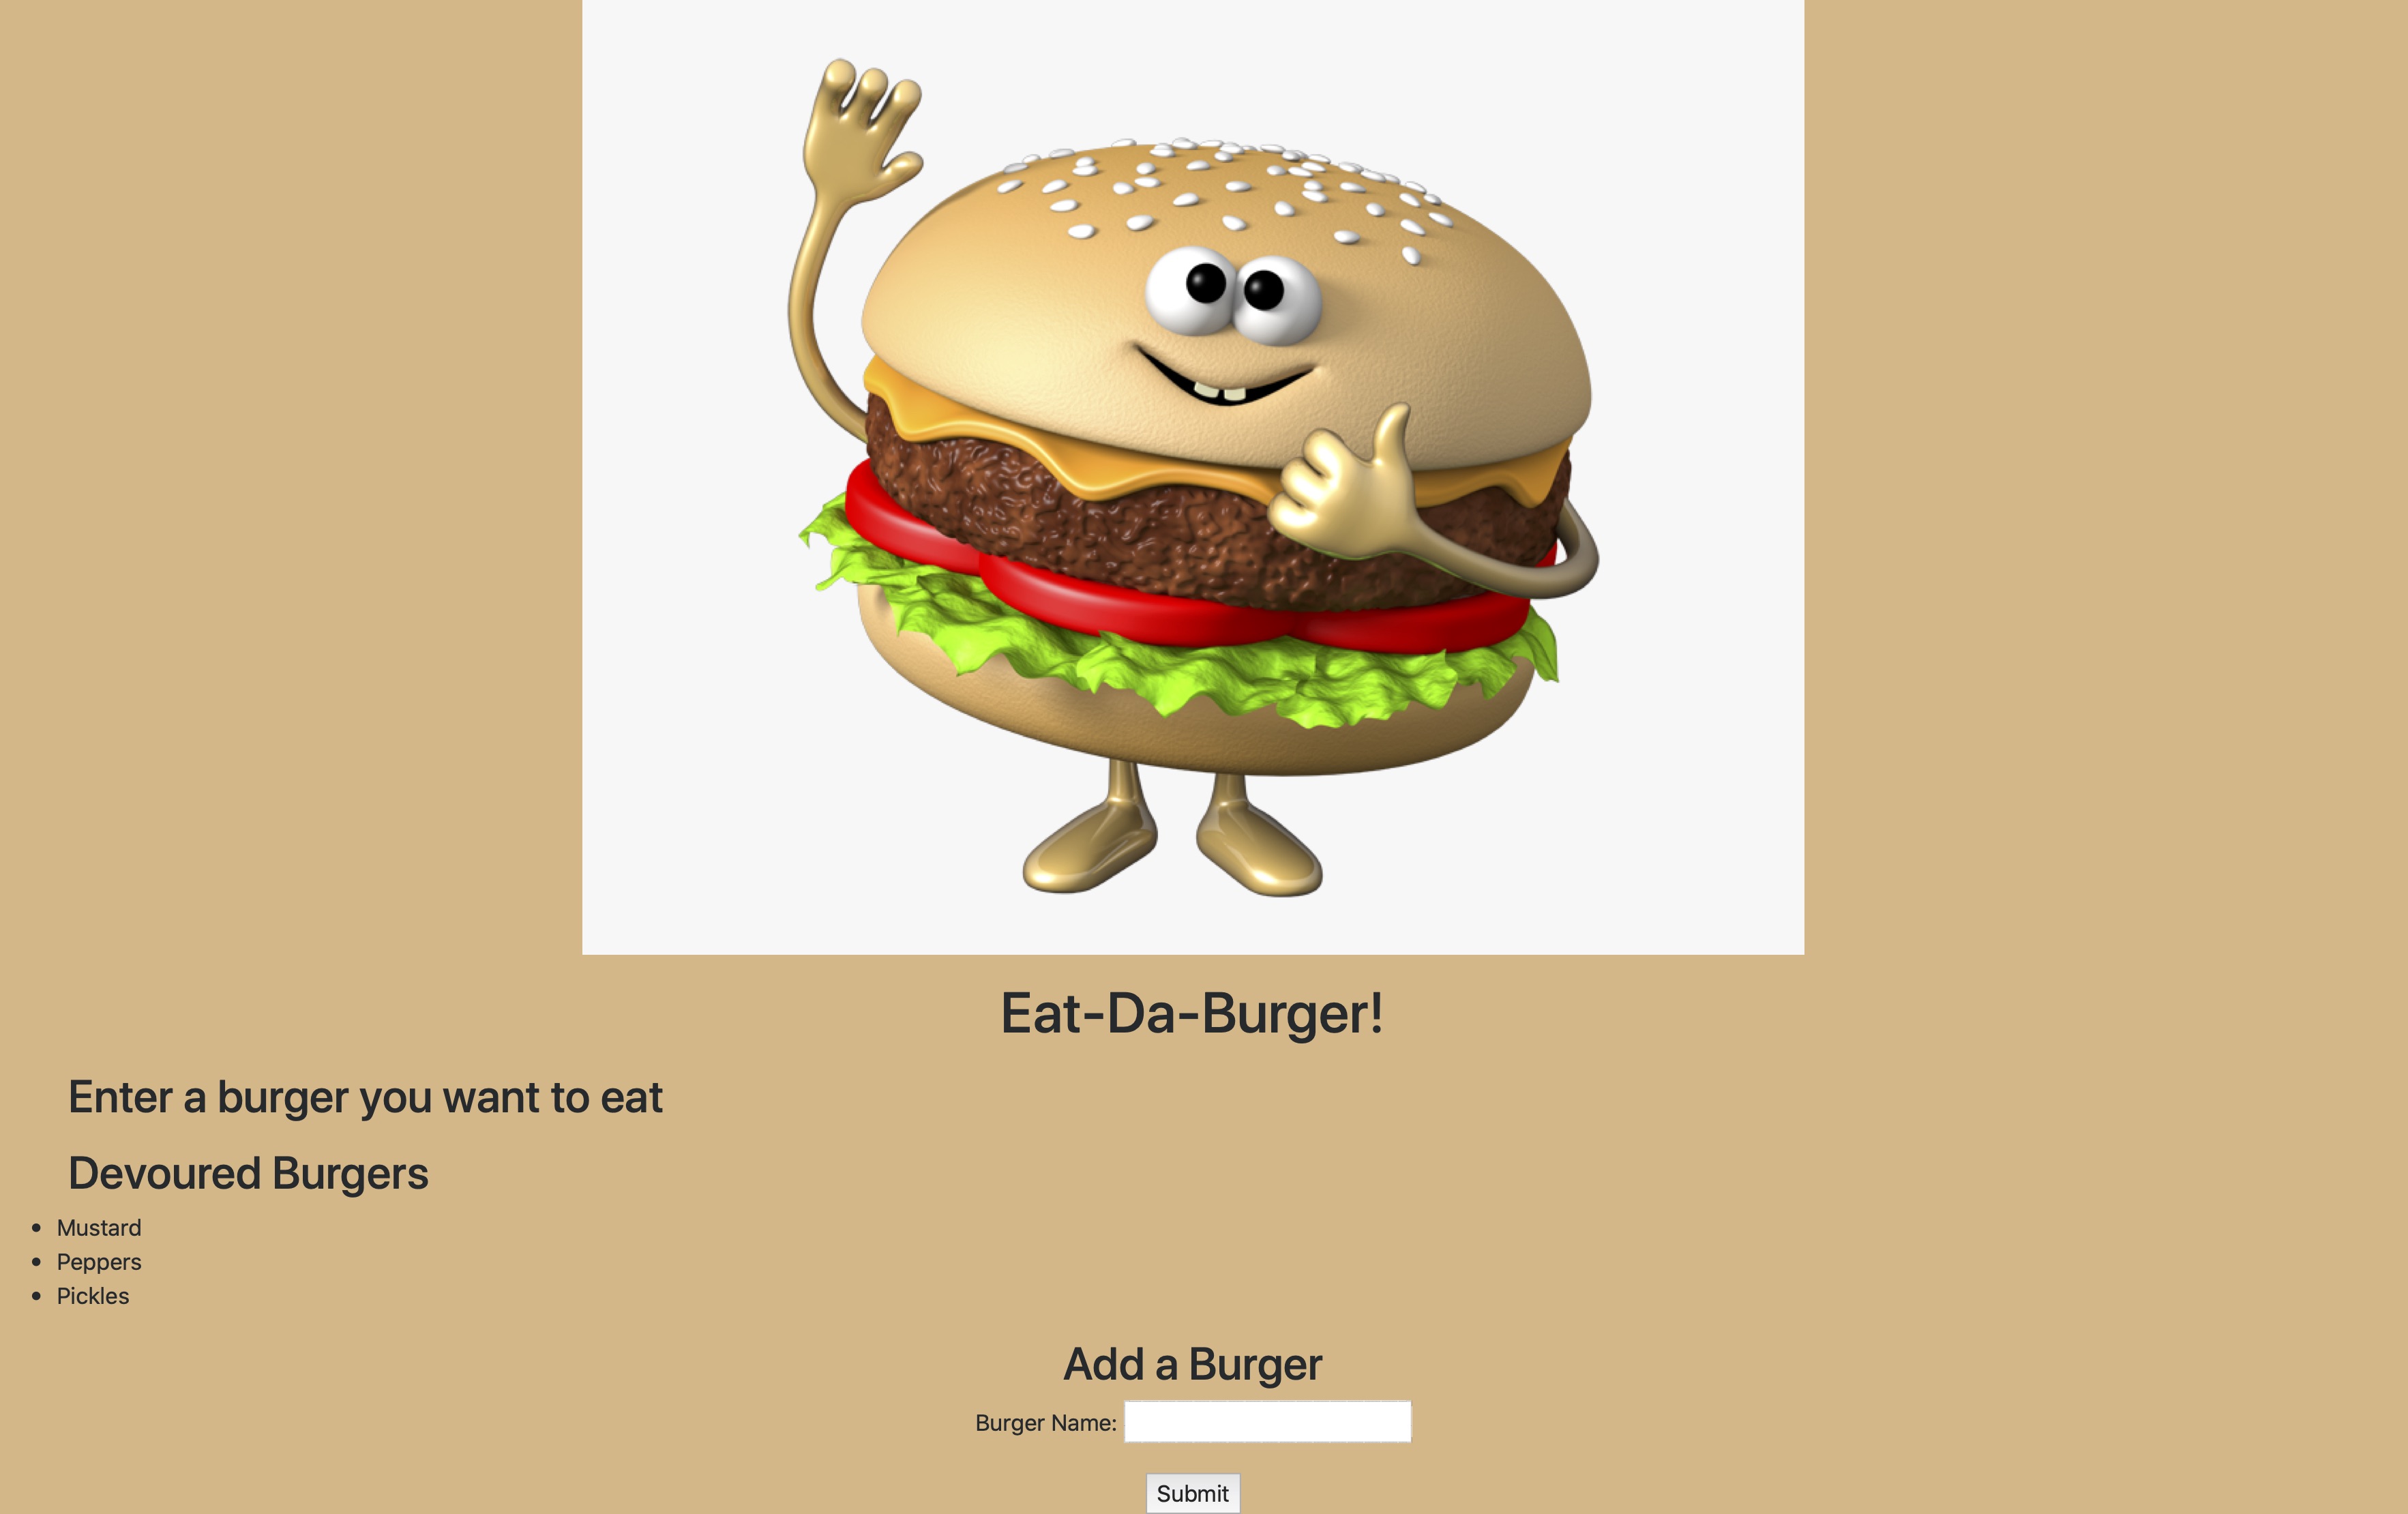 Eat-Da-Burger!
Enter a burger you want to eat
Devoured Burgers
Mustard
Peppers
Pickles
Add a Burger
Burger Name:
Submit